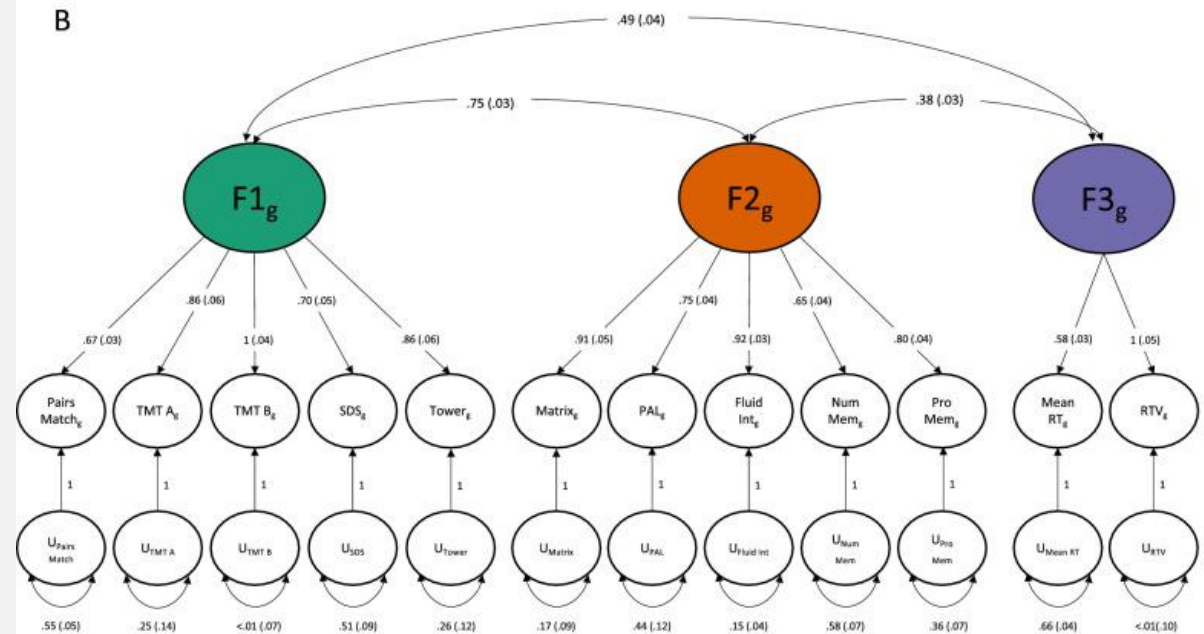 B
.49 (.04)
.75 (.03)
.38 (.03)
F1g
F2g
F3g
.67 (.03)
.86 (.06)
1 (.04)
.70 (.05)
.86 (.06)
.91 (.05)
.75 (.04)
.92 (.03)
.65 (.04)
.80 (.04)
.58 (.03)
1 (.05)
Pairs
Matchg
TMT Ag
TMT Bg
SDSg
Towerg
Matrixg
PALg
Fluid
Intg
Num
Memg
Pro
Memg
Mean
RTg
RTVg
1
1
1
1
1
1
1
1
1
1
1
1
UPairs
Match
UTMT A
UTMT B
USDS
UTower
UMatrix
UPAL
UFluid Int
UNum
Mem
UPro
Mem
UMean RT
URTV
.55 (.05)
.25 (.14)
<.01 (.07)
.51 (.09)
.26 (.12)
.17 (.09)
.44 (.12)
.15 (.04)
.58 (.07)
.36 (.07)
.66 (.04)
<.01(.10)